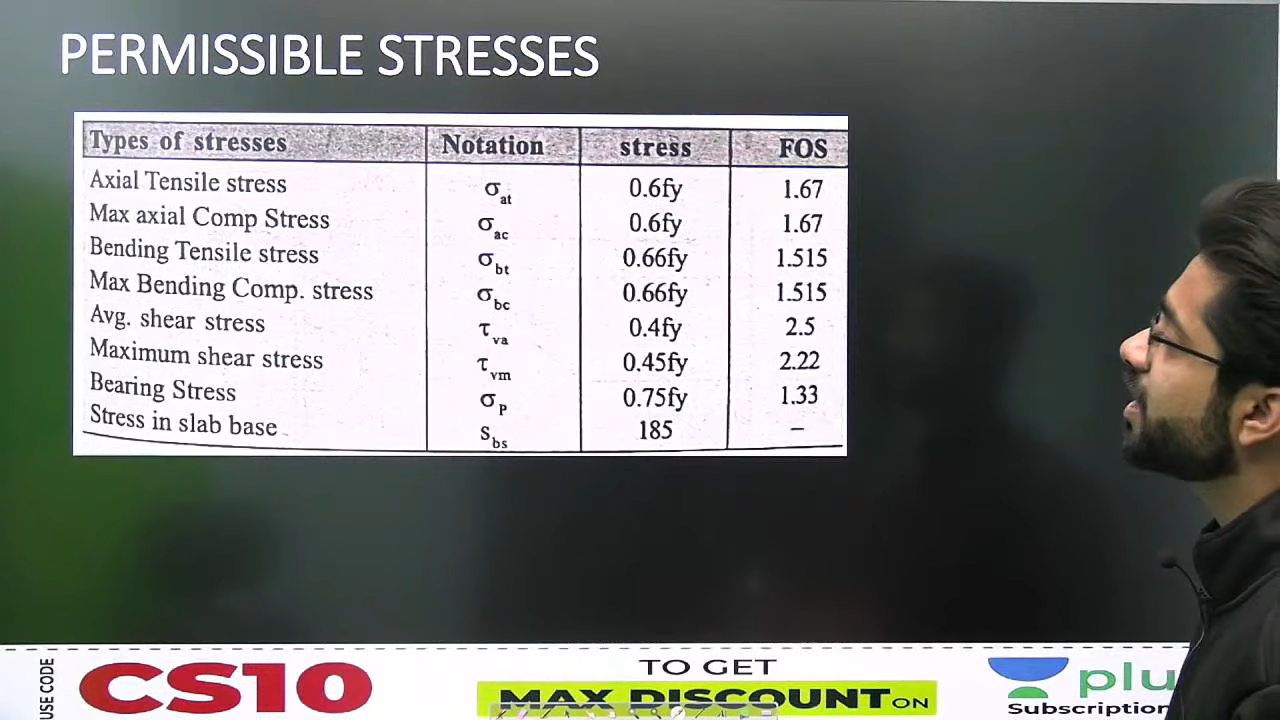 PERMISSIBLE STRESSES
Types of stresses Notation stress FOS
Axial Tensile stress σat 0.6fy 1.67
Max axial Comp Stress σac 0.6fy 1.67
Bending Tensile stress σbt 0.66fy 1.515
Max Bending Comp. stress σbc 0.66fy 1.515
Avg. shear stress τva 0.4fy 2.5
Maximum shear stress τvm 0.45fy 2.22
Bearing Stress σP 0.75fy 1.33
Stress in slab base Sbs 185 –
USE CODE
CS10
TO GET
MAX DISCOUNT ON
plu
Subscription